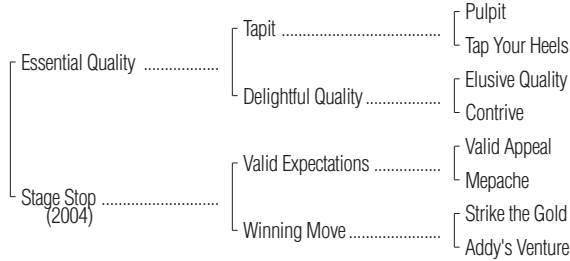 Pulpit
Tapit ........................................
Tap Your Heels
Essential Quality ...................
Elusive Quality
Delightful Quality ...................
Contrive
Valid Appeal
Valid Expectations .................
Mepache
Stage Stop .............................
(2004)
Strike the Gold
Winning Move .......................
Addy's Venture